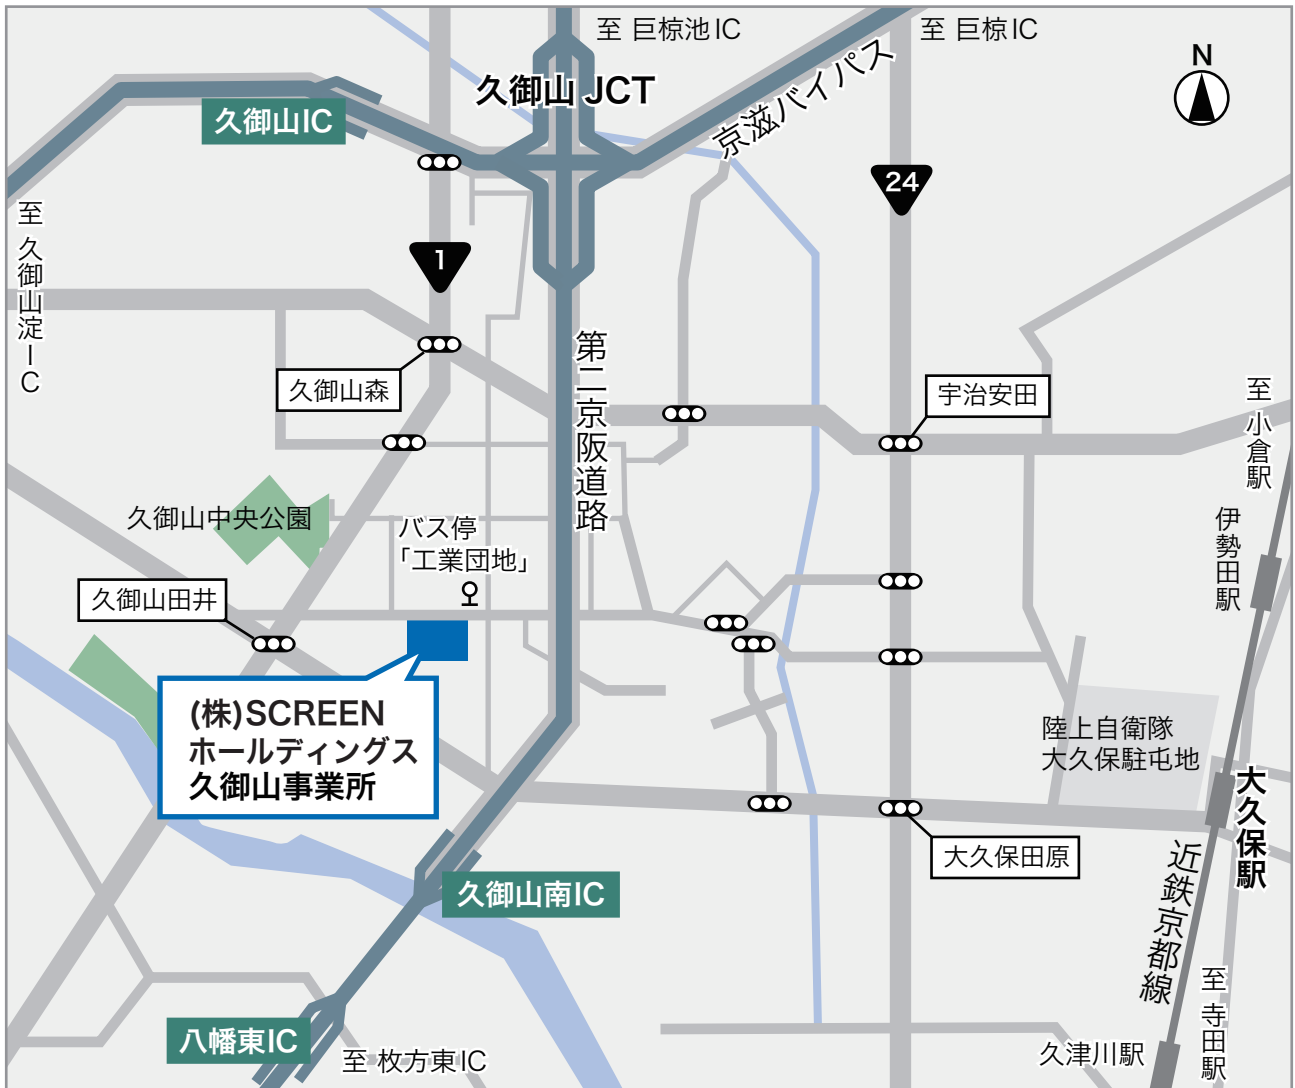 至 巨椋池IC
至 巨椋IC
N
久御山 JCT
京滋バイパス
久御山IC
24
至 久御山淀IC
1
第二京阪道路
久御山森
宇治安田
至 小倉駅
久御山中央公園
バス停
「工業団地」
伊勢田駅
久御山田井
(株)SCREEN
ホールディングス
久御山事業所
陸上自衛隊
大久保駐屯地
大久保駅
大久保田原
近鉄京都線
久御山南IC
至 寺田駅
八幡東IC
至 枚方東IC
久津川駅